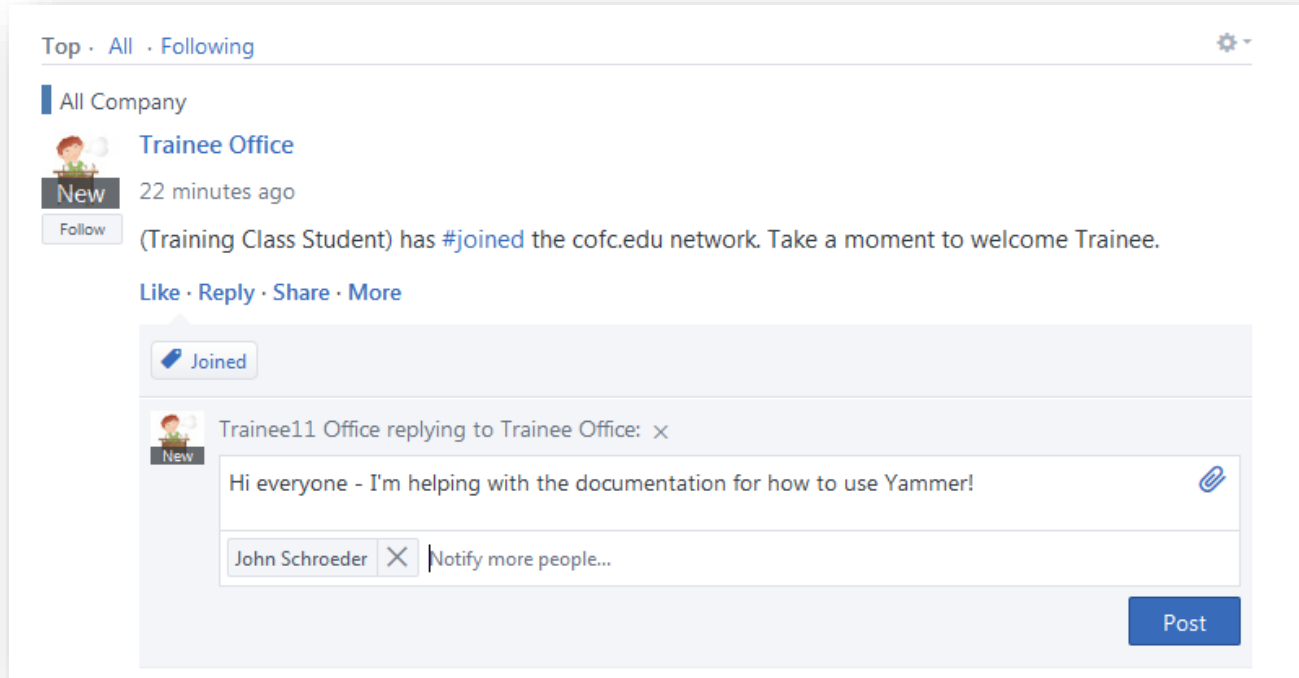 Top · All · Following
All Company
Trainee Office
New
22 minutes ago
Follow
(Training Class Student) has #joined the cofc.edu network. Take a moment to welcome Trainee.
Like · Reply · Share · More
Joined
Trainee11 Office replying to Trainee Office:
New
Hi everyone - I'm helping with the documentation for how to use Yammer!
John Schroeder
Notify more people...
Post